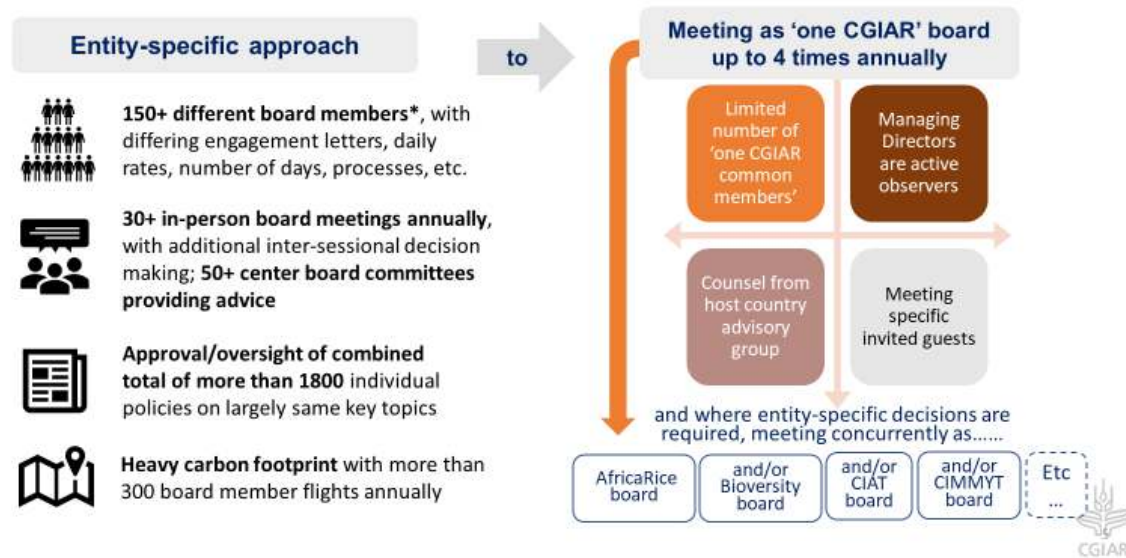 Entity-specific approach
to
Meeting as ‘one CGIAR’ board
up to 4 times annually
150+ different board members*, with
differing engagement letters, daily
rates, number of days, processes, etc.
30+ in-person board meetings annually,
with additional inter-sessional decision
making; 50+ center board committees
providing advice
Approval/oversight of combined
total of more than 1800 individual
policies on largely same key topics
Heavy carbon footprint with more than
300 board member flights annually
Limited
number of
‘one CGIAR
common
members’
Managing
Directors
are active
observers
Counsel from
host country
advisory
group
Meeting
specific
invited guests
and where entity-specific decisions are
required, meeting concurrently as……
AfricaRice
board
and/or
Bioversity
board
and/or
CIAT
board
and/or
CIMMYT
board
Etc
...
CGIAR